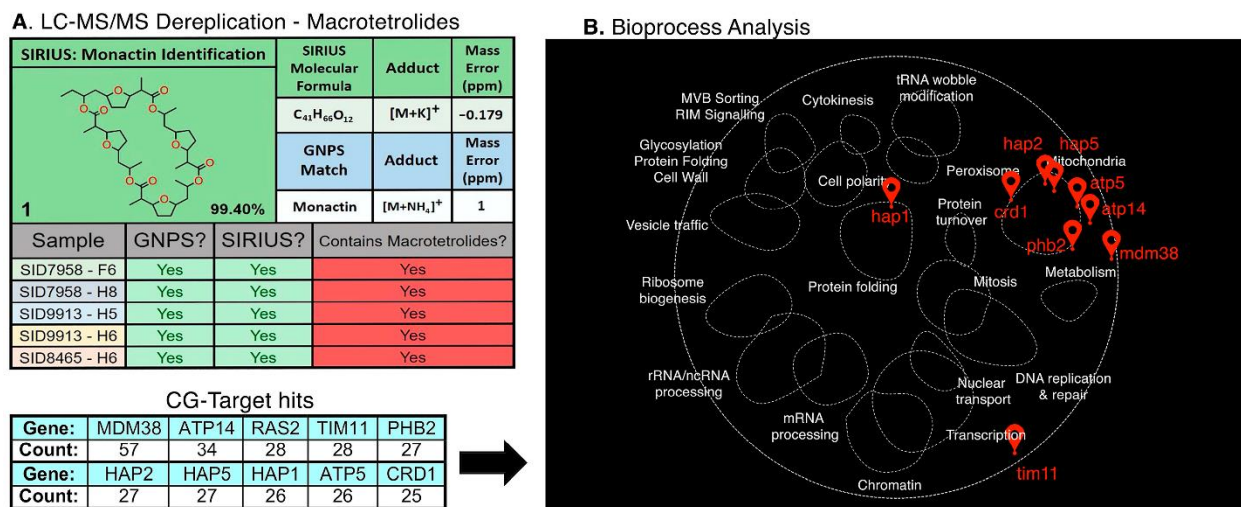 A. LC-MS/MS Dereplication - Macrotetrolides
SIRIUS: Monactin Identification
1
99.40%
SIRIUS Molecular Formula Adduct Mass Error (ppm)
C₄₁H₆₆O₁₂ [M+K]⁺ −0.179
GNPS Match Adduct Mass Error (ppm)
Monactin [M+NH₄]⁺ 1
Sample GNPS? SIRIUS? Contains Macrotetrolides?
SID7958 - F6 Yes Yes Yes
SID7958 - H8 Yes Yes Yes
SID9913 - H5 Yes Yes Yes
SID9913 - H6 Yes Yes Yes
SID8465 - H6 Yes Yes Yes
CG-Target hits
Gene: MDM38 ATP14 RAS2 TIM11 PHB2
Count: 57 34 28 28 27
Gene: HAP2 HAP5 HAP1 ATP5 CRD1
Count: 27 27 26 26 25
B. Bioprocess Analysis
tRNA wobble
modification
MVB Sorting
RIM Signalling
Cytokinesis
Glycosylation
Protein Folding
Cell Wall
Cell polarity
hap1
Peroxisome
hap2
hap5
Mitochondria
atp5
atp14
crd1
phb2
mdm38
Protein
turnover
Vesicle traffic
Metabolism
Ribosome
biogenesis
Protein folding
Mitosis
rRNA/ncRNA
processing
mRNA
processing
Nuclear
transport
DNA replication
& repair
Transcription
tim11
Chromatin